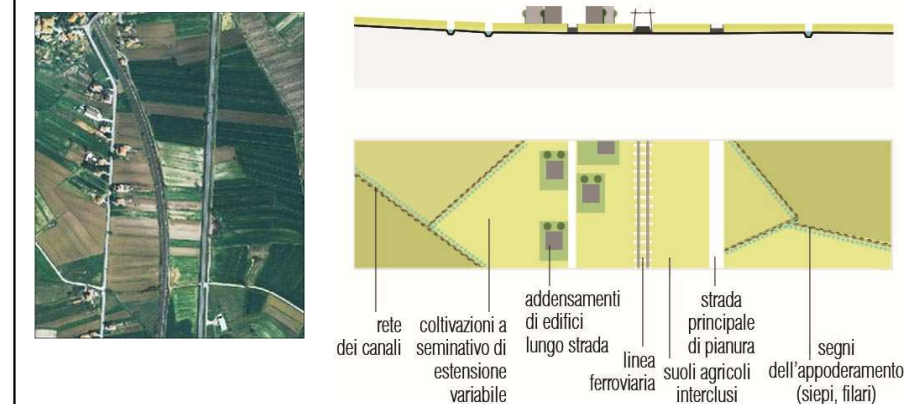 rete
dei canali
coltivazioni a
seminativo di
estensione
variabile
addensamenti
di edifici
lungo strada
linea
ferroviaria
suoli agricoli
interclusi
strada
principale
di pianura
segni
dell'appoderamento
(siepi, filari)